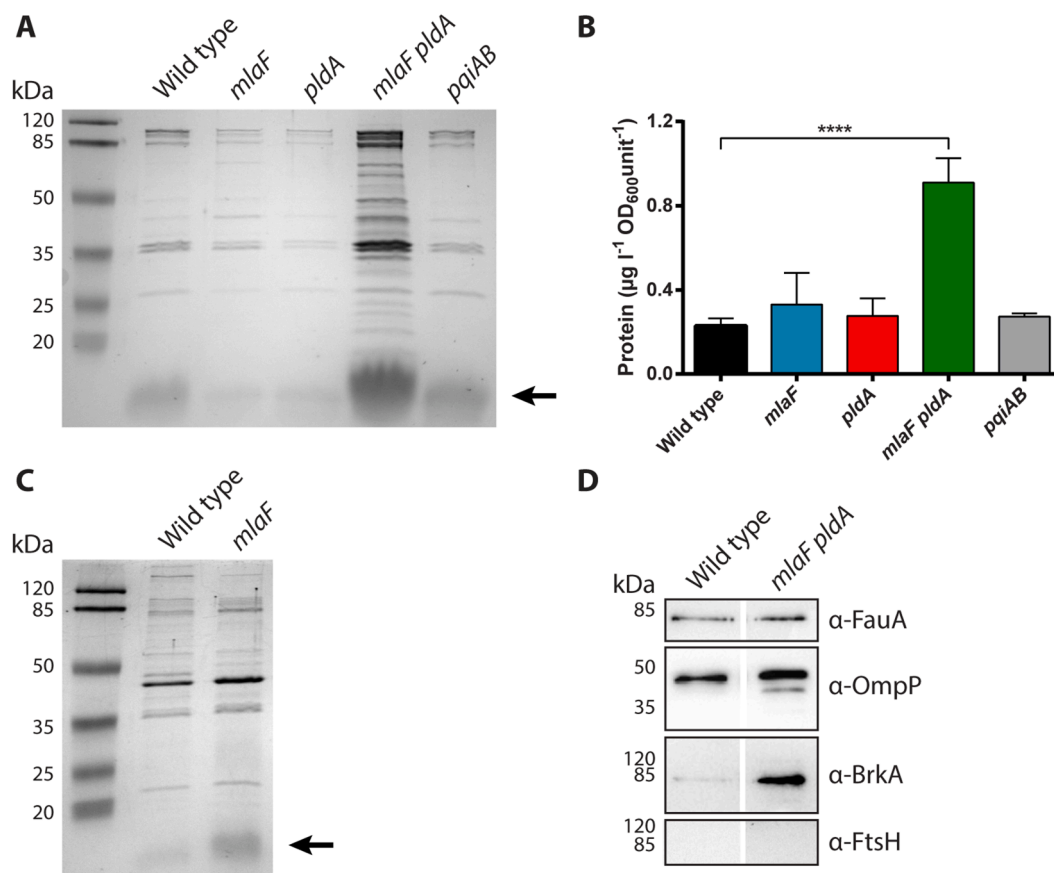 A
Wild type
mlaF
pldA
mlaF pldA
pqiAB
kDa
120
85
50
35
25
20
B
****
Protein (µg l⁻¹ OD₆₀₀unit⁻¹)
1.2
0.8
0.4
0.0
Wild type
mlaF
pldA
mlaF pldA
pqiAB
C
Wild type
mlaF
kDa
120
85
50
35
25
20
D
Wild type
mlaF pldA
kDa
85
α-FauA
50
35
α-OmpP
120
85
α-BrkA
120
85
α-FtsH